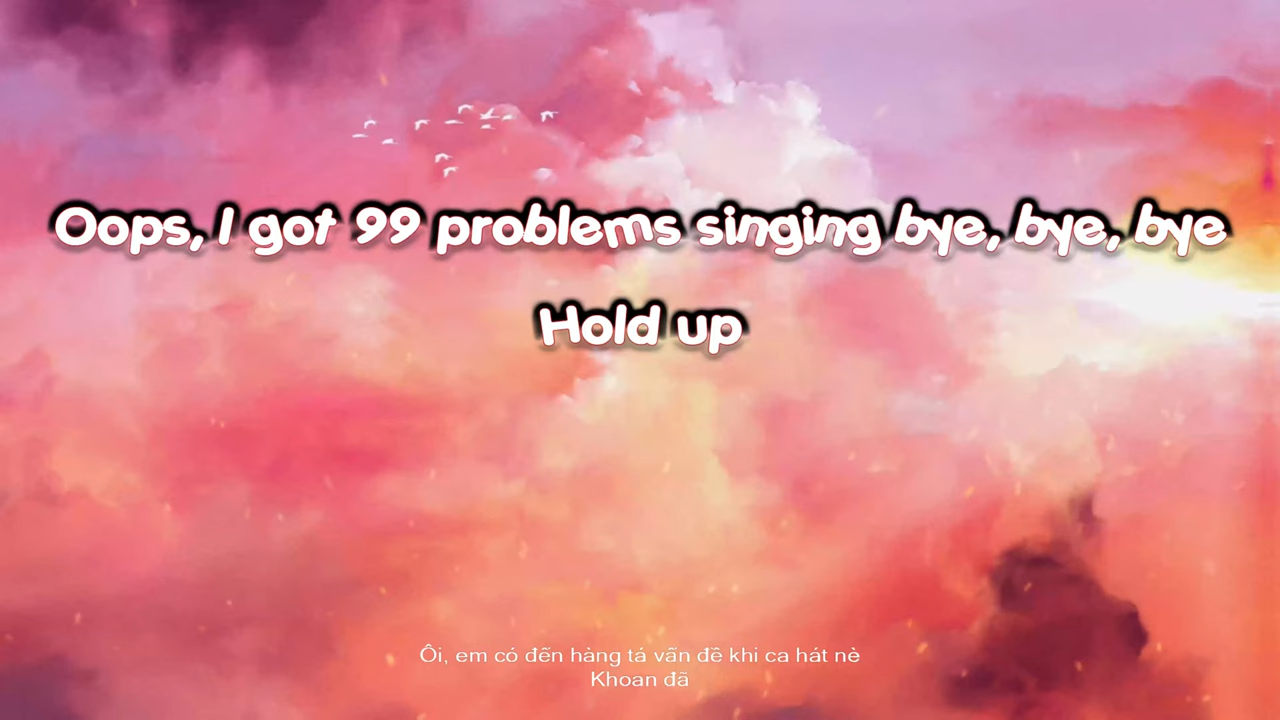 Oops, I got 99 problems singing bye, bye, bye
Hold up
Ôi, em có đến hàng tá vấn đề khi ca hát nè
Khoan đã